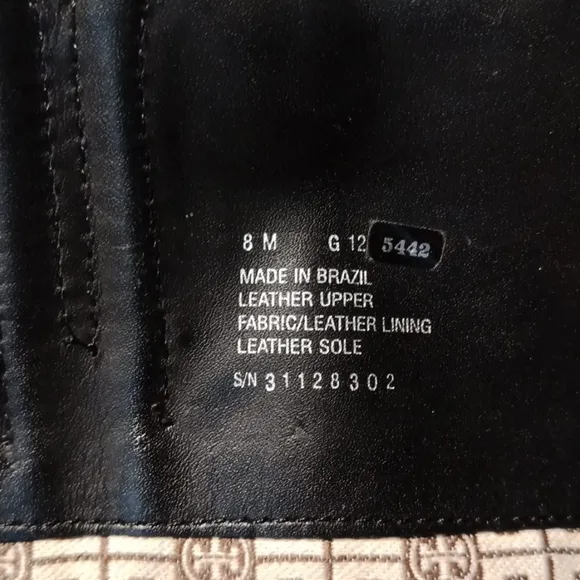 8 M G 12 5442
MADE IN BRAZIL
LEATHER UPPER
FABRIC/LEATHER LINING
LEATHER SOLE
S/N 31128302